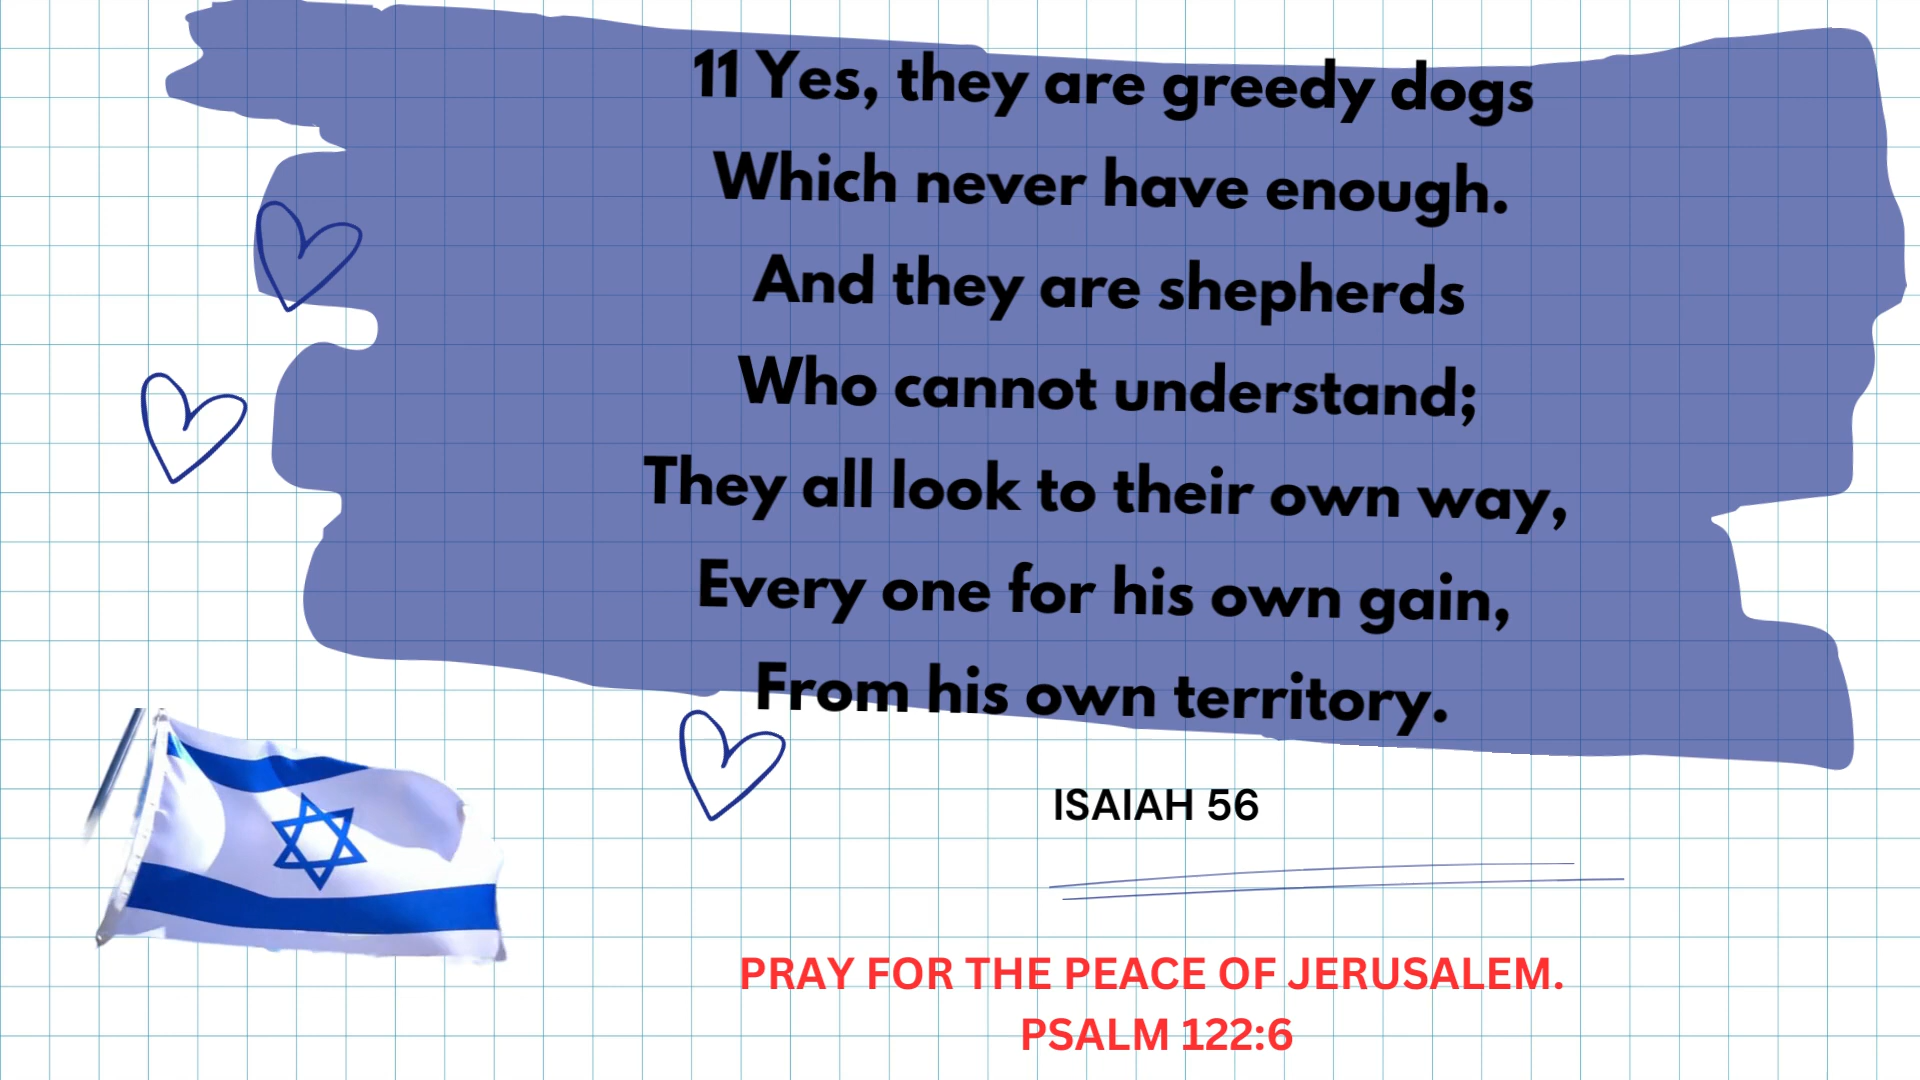 11 Yes, they are greedy dogs
Which never have enough.
And they are shepherds
Who cannot understand;
They all look to their own way,
Every one for his own gain,
From his own territory.
ISAIAH 56
PRAY FOR THE PEACE OF JERUSALEM.
PSALM 122:6